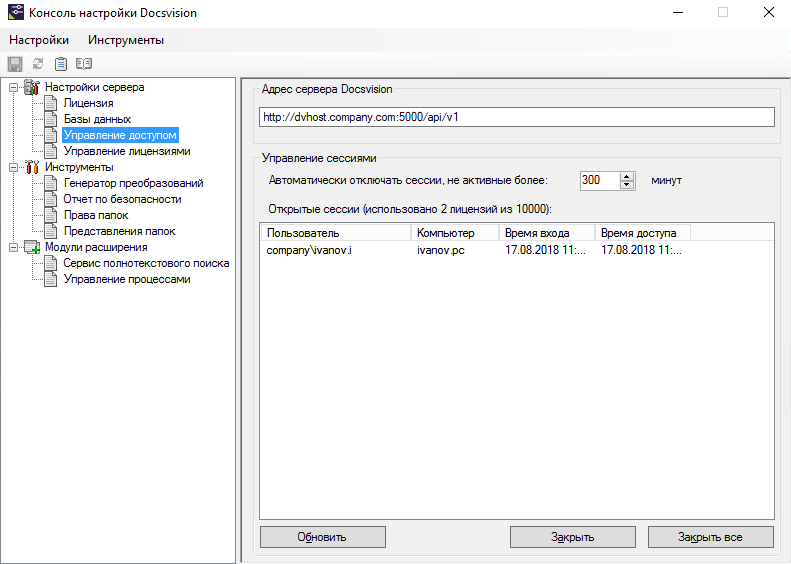 Консоль настройки Docsvision
Настройки Инструменты
Настройки сервера
Лицензия
Базы данных
Управление доступом
Управление лицензиями
Инструменты
Генератор преобразований
Отчет по безопасности
Права папок
Представления папок
Модули расширения
Сервис полнотекстового поиска
Управление процессами
Адрес сервера Docsvision
http://dvhost.company.com:5000/api/v1
Управление сессиями
Автоматически отключать сессии, не активные более: 300 минут
Открытые сессии (использовано 2 лицензий из 10000):
Пользователь Компьютер Время входа Время доступа
company\ivanov.i ivanov.pc 17.08.2018 11:... 17.08.2018 11:...
Обновить Закрыть Закрыть все